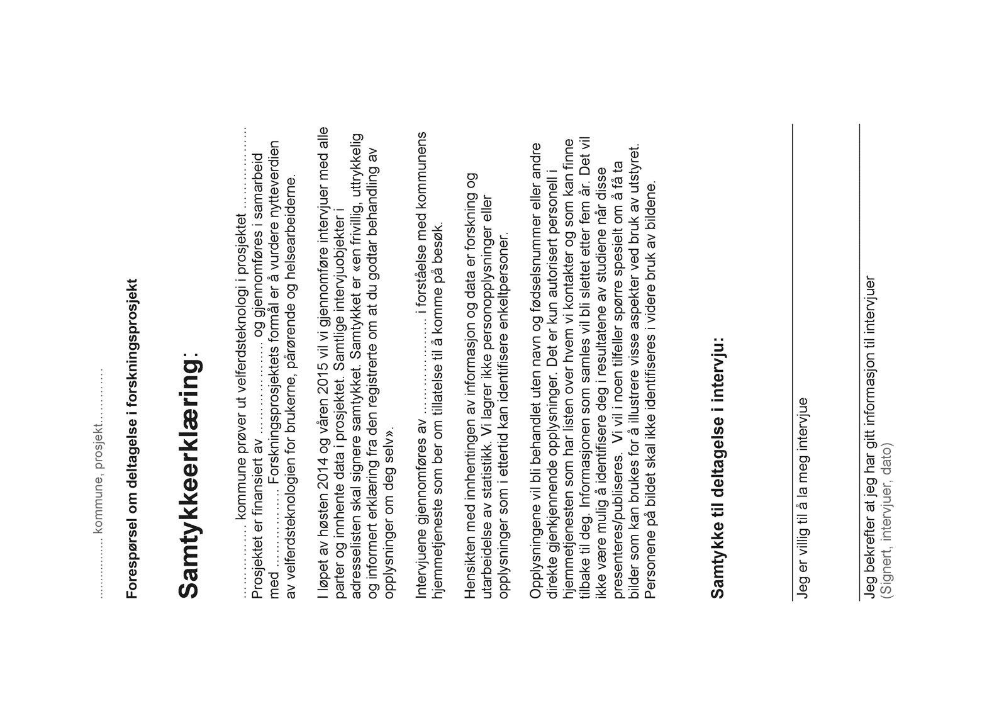 ................ kommune, prosjekt...................
Forespørsel om deltagelse i forskningsprosjekt
Samtykkeerklæring:
………….…. kommune prøver ut velferdsteknologi i prosjektet …………………
Prosjektet er finansiert av ………………… og gjennomføres i samarbeid
med ……………… Forskningsprosjektets formål er å vurdere nytteverdien
av velferdsteknologien for brukerne, pårørende og helsearbeiderne.
I løpet av høsten 2014 og våren 2015 vil vi gjennomføre intervjuer med alle
parter og innhente data i prosjektet. Samtlige intervjuobjekter i
adresselisten skal signere samtykket. Samtykket er «en frivillig, uttrykkelig
og informert erklæring fra den registrerte om at du godtar behandling av
opplysninger om deg selv».
Intervjuene gjennomføres av ………………….. i forståelse med kommunens
hjemmetjeneste som ber om tillatelse til å komme på besøk.
Hensikten med innhentingen av informasjon og data er forskning og
utarbeidelse av statistikk. Vi lagrer ikke personopplysninger eller
opplysninger som i ettertid kan identifisere enkeltpersoner.
Opplysningene vil bli behandlet uten navn og fødselsnummer eller andre
direkte gjenkjennende opplysninger. Det er kun autorisert personell i
hjemmetjenesten som har listen over hvem vi kontakter og som kan finne
tilbake til deg. Informasjonen som samles vil bli slettet etter fem år. Det vil
ikke være mulig å identifisere deg i resultatene av studiene når disse
presenteres/publiseres. Vi vil i noen tilfeller spørre spesielt om å få ta
bilder som kan brukes for å illustrere visse aspekter ved bruk av utstyret.
Personene på bildet skal ikke identifiseres i videre bruk av bildene.
Samtykke til deltagelse i intervju:
Jeg er villig til å la meg intervjue
Jeg bekrefter at jeg har gitt informasjon til intervjuer
(Signert, intervjuer, dato)